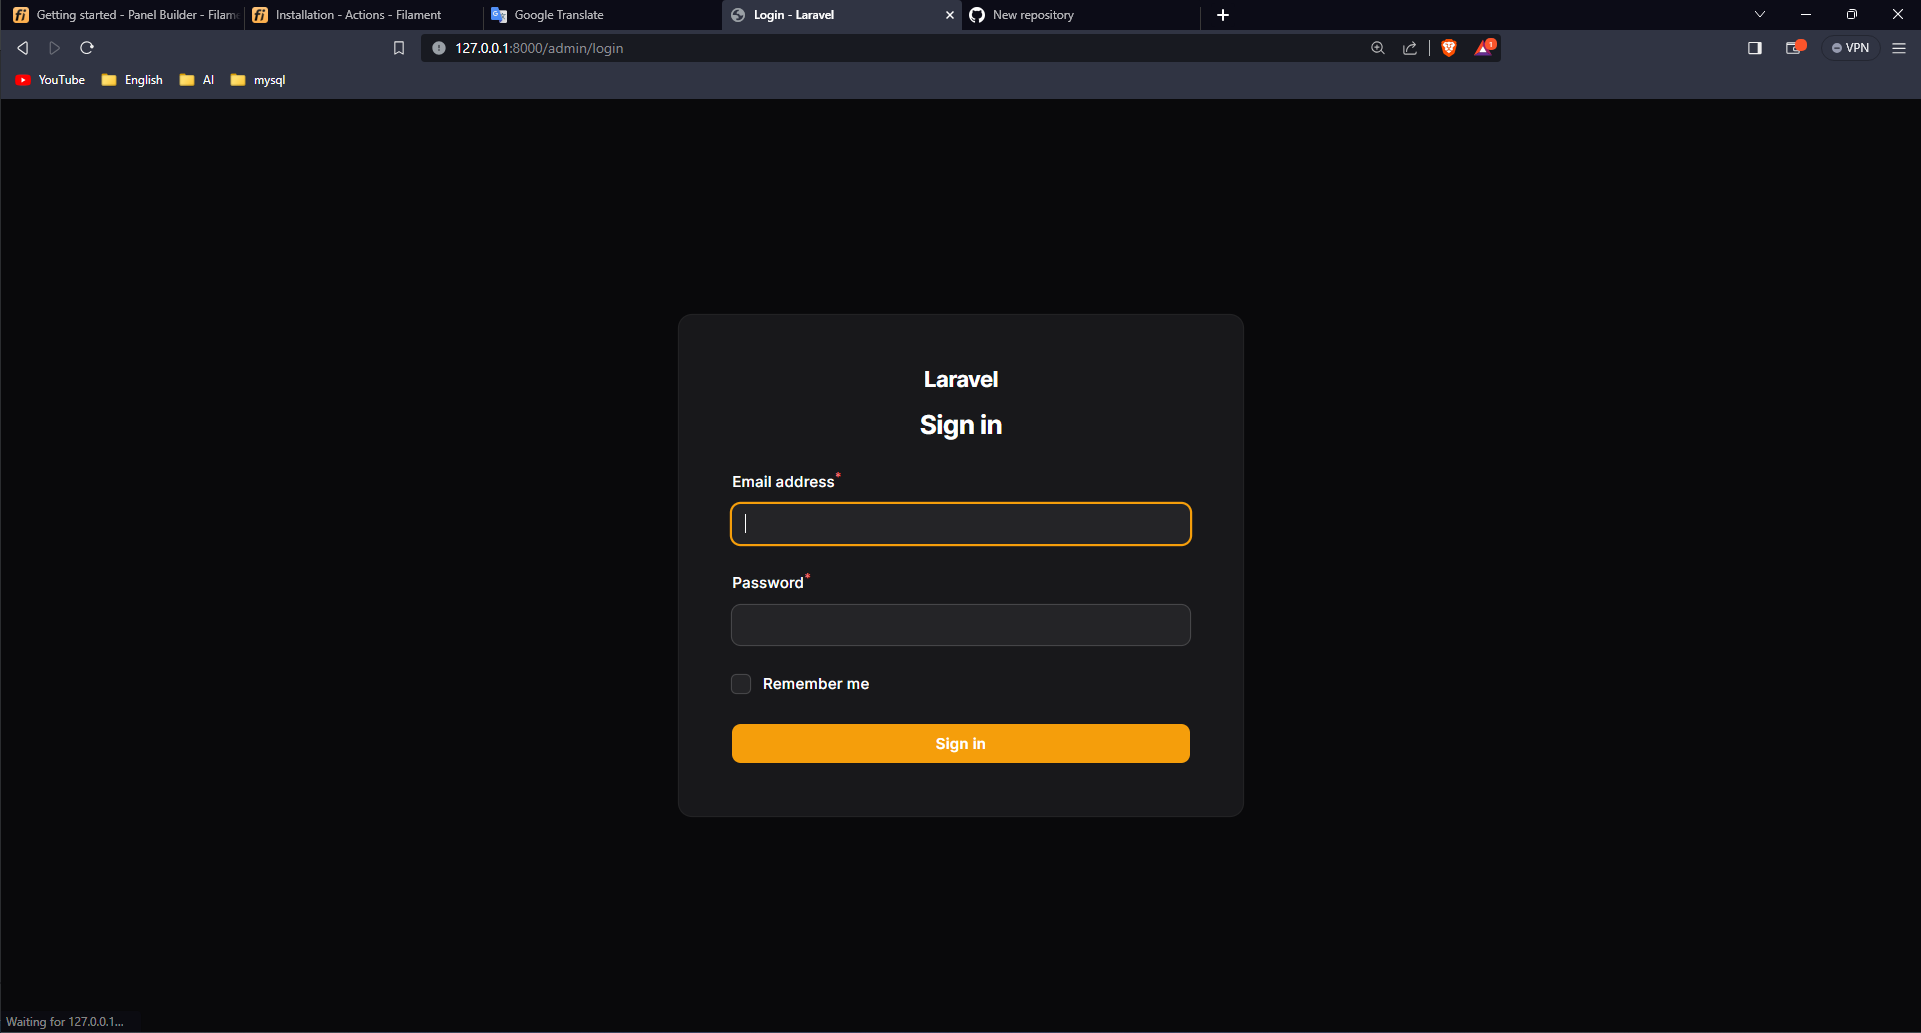 Getting started - Panel Builder - Filame
Installation - Actions - Filament
Google Translate
Login - Laravel
New repository
127.0.0.1:8000/admin/login
1
VPN
YouTube
English
AI
mysql
Laravel
Sign in
Email address*
Password*
Remember me
Sign in
Waiting for 127.0.0.1...